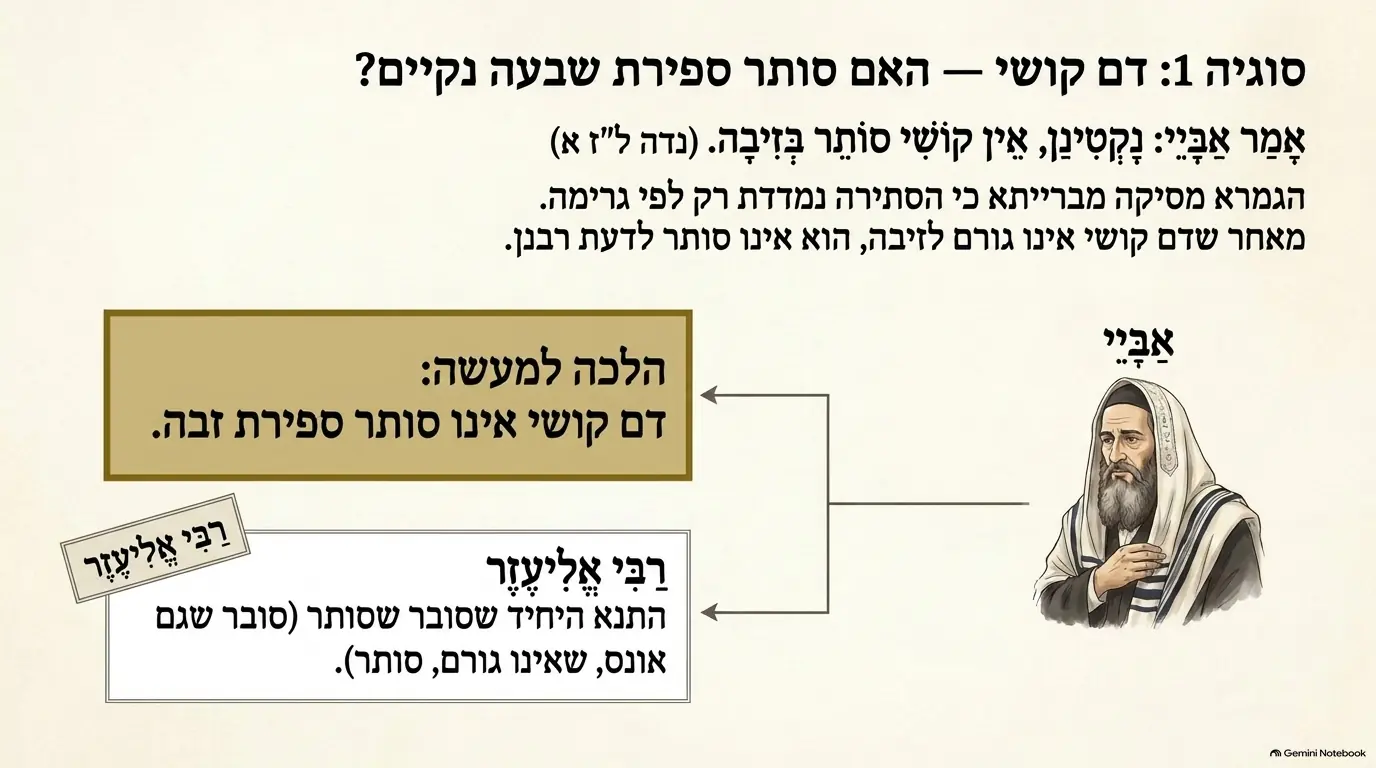 סוגיה 1: דם קושי — האם סותר ספירת שבעה נקיים?
אָמַר אַבָּיֵי: נָקְטִינַן, אֵין קוֹשִׁי סוֹתֵר בְּזִיבָה. (נדה ל"ז א)
הגמרא מסיקה מברייתא כי הסתירה נמדדת רק לפי גרימה.
מאחר שדם קושי אינו גורם לזיבה, הוא אינו סותר לדעת רבנן.
אַבָּיֵי
הלכה למעשה:
דם קושי אינו סותר ספירת זבה.
רַבִּי אֱלִיעֶזֶר
רַבִּי אֱלִיעֶזֶר
התנא היחיד שסובר שסותר (סובר שגם
אונס, שאינו גורם, סותר).
Gemini Notebook